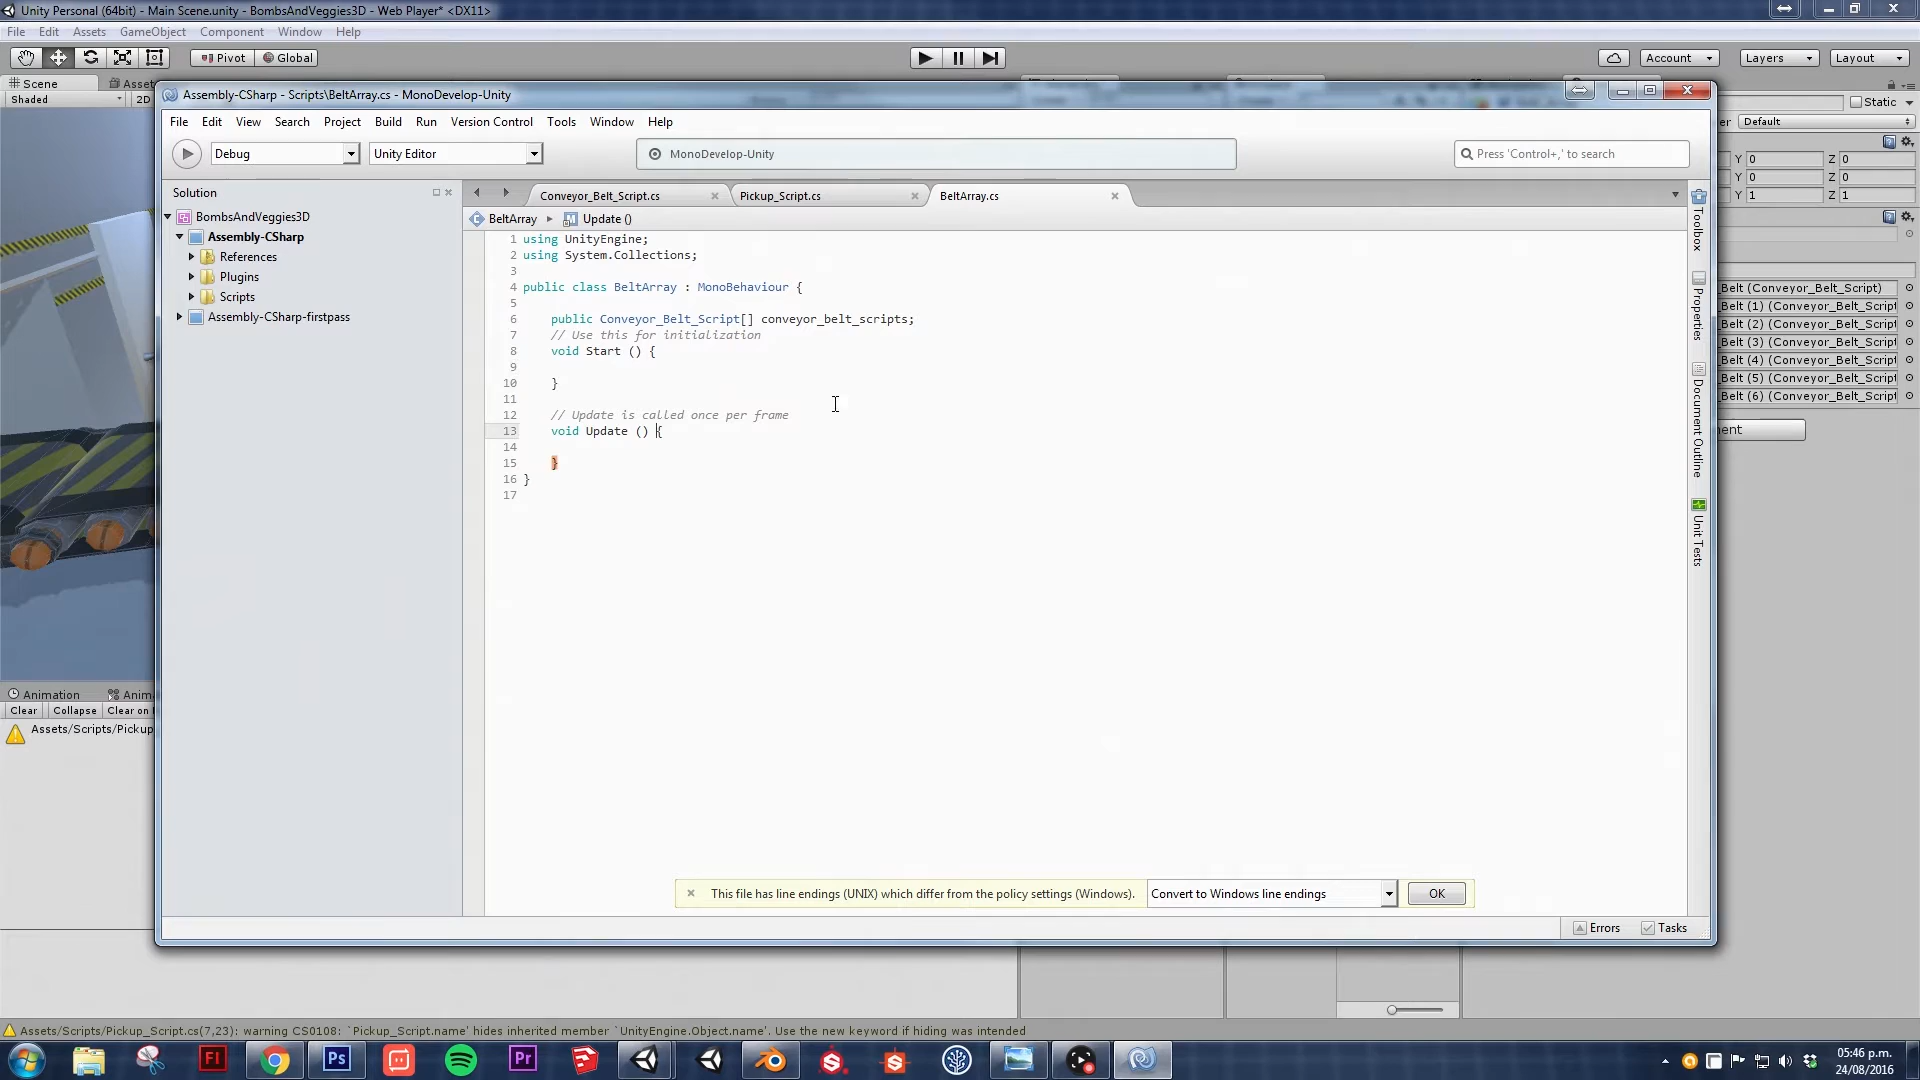 Unity Personal (64bit) - Main Scene.unity - BombsAndVeggies3D - Web Player* <DX11>
File Edit Assets GameObject Component Window Help
Pivot Global Account Layers Layout
Scene
Shaded 2D
Static
Default
Y 0 Z 0
Y 0 Z 0
Y 1 Z 1
Assembly-CSharp - Scripts\BeltArray.cs - MonoDevelop-Unity
File Edit View Search Project Build Run Version Control Tools Window Help
Debug Unity Editor MonoDevelop-Unity Press 'Control+,' to search
Solution
BombsAndVeggies3D
Assembly-CSharp
References
Plugins
Scripts
Assembly-CSharp-firstpass
Conveyor_Belt_Script.cs Pickup_Script.cs BeltArray.cs
BeltArray Update ()
1 using UnityEngine;
2 using System.Collections;
3
4 public class BeltArray : MonoBehaviour {
5
6 public Conveyor_Belt_Script[] conveyor_belt_scripts;
7 // Use this for initialization
8 void Start () {
9
10 }
11
12 // Update is called once per frame
13 void Update () {
14
15 }
16 }
17
Toolbox
Properties
Document Outline
Unit Tests
Belt (Conveyor_Belt_Script)
Belt (1) (Conveyor_Belt_Script
Belt (2) (Conveyor_Belt_Script
Belt (3) (Conveyor_Belt_Script
Belt (4) (Conveyor_Belt_Script
Belt (5) (Conveyor_Belt_Script
Belt (6) (Conveyor_Belt_Script
This file has line endings (UNIX) which differ from the policy settings (Windows). Convert to Windows line endings OK
Errors Tasks
Animation
Clear Collapse Clear on
Assets/Scripts/Pickup
Assets/Scripts/Pickup_Script.cs(7,23): warning CS0108: `Pickup_Script.name' hides inherited member `UnityEngine.Object.name'. Use the new keyword if hiding was intended
Fl Ps Pr
05:46 p.m.
24/08/2016